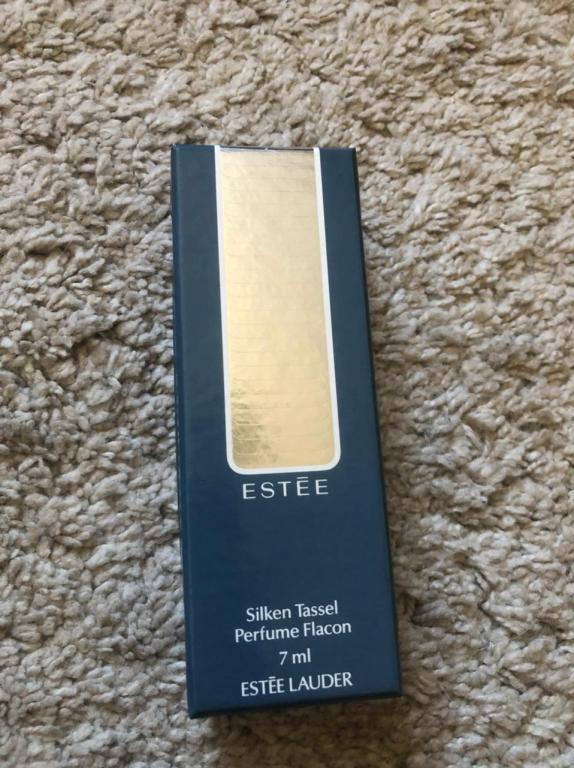 ESTĒE
Silken Tassel
Perfume Flacon
7 ml
ESTĒE LAUDER